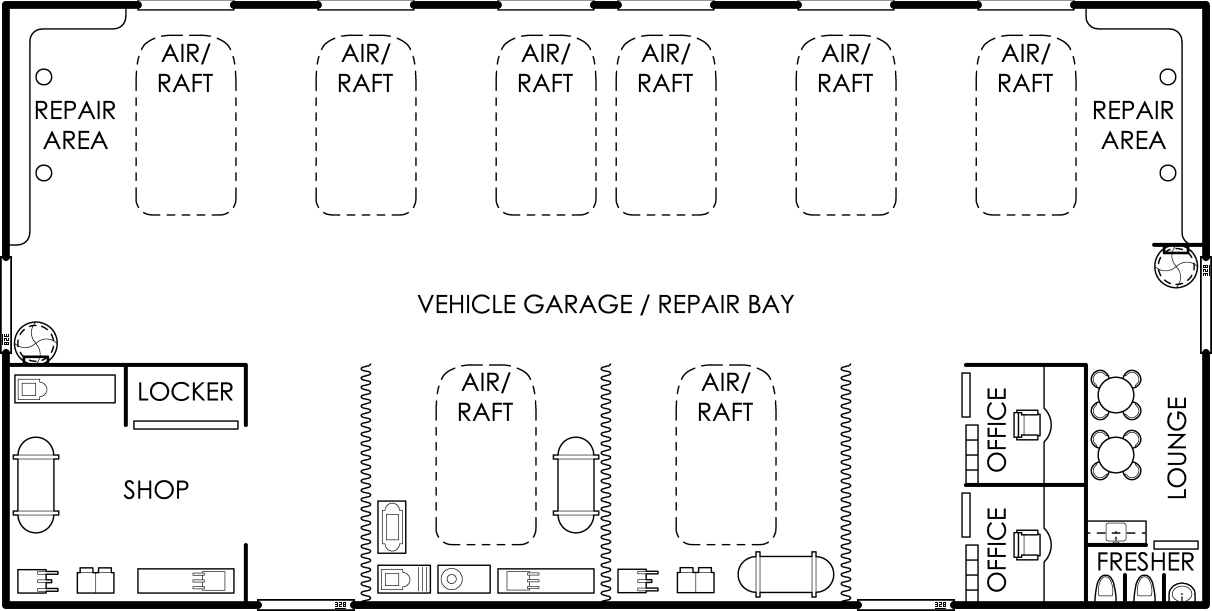 AIR/
RAFT
AIR/
RAFT
AIR/
RAFT
AIR/
RAFT
AIR/
RAFT
AIR/
RAFT
REPAIR
AREA
REPAIR
AREA
VEHICLE GARAGE / REPAIR BAY
LOCKER
AIR/
RAFT
AIR/
RAFT
OFFICE
LOUNGE
SHOP
OFFICE
FRESHER